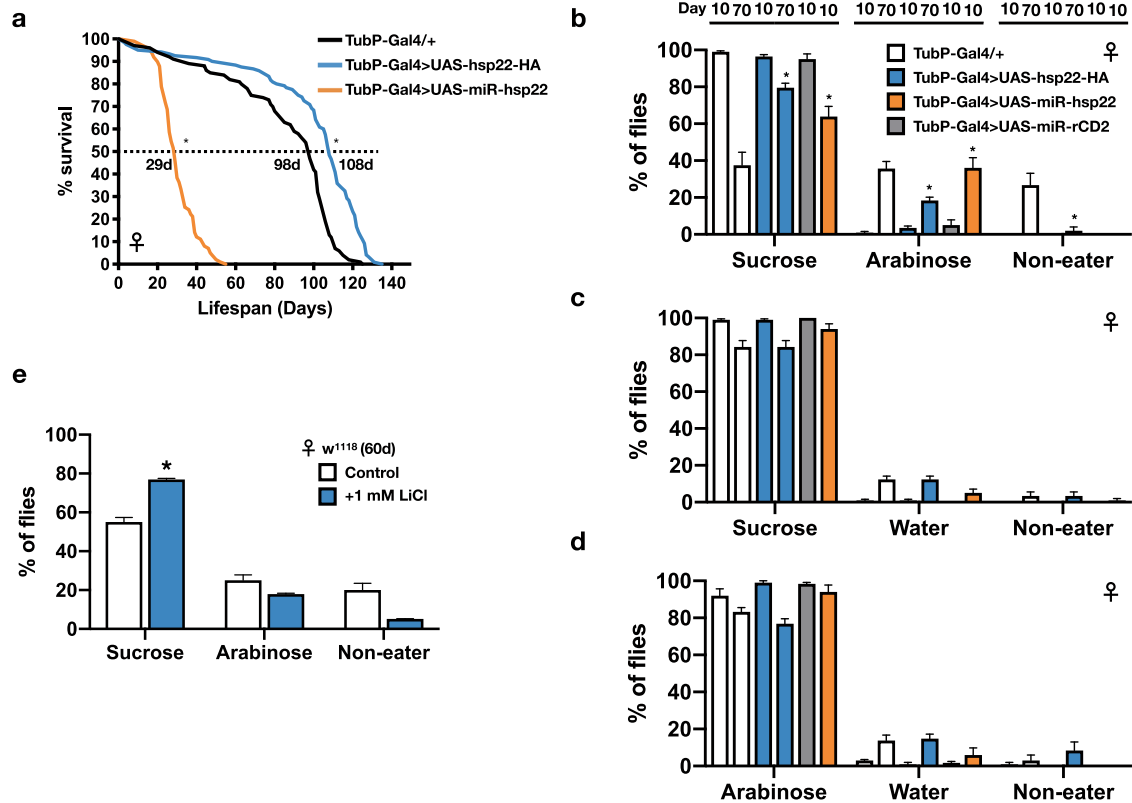 a
% survival
100
90
80
70
60
50
40
30
20
10
0
TubP-Gal4/+
TubP-Gal4>UAS-hsp22-HA
TubP-Gal4>UAS-miR-hsp22
* *
29d 98d 108d
♀
0 20 40 60 80 100 120 140
Lifespan (Days)
b
Day 10 70 10 70 10 10 10 70 10 70 10 10 10 70 10 70 10 10
% of flies
100
80
60
40
20
0
♀
TubP-Gal4/+
TubP-Gal4>UAS-hsp22-HA
TubP-Gal4>UAS-miR-hsp22
TubP-Gal4>UAS-miR-rCD2
* * * * *
Sucrose Arabinose Non-eater
c
% of flies
100
80
60
40
20
0
♀
Sucrose Water Non-eater
d
% of flies
100
80
60
40
20
0
♀
Arabinose Water Non-eater
e
% of flies
100
80
60
40
20
0
♀ w¹¹¹⁸ (60d)
Control
+1 mM LiCl
*
Sucrose Arabinose Non-eater